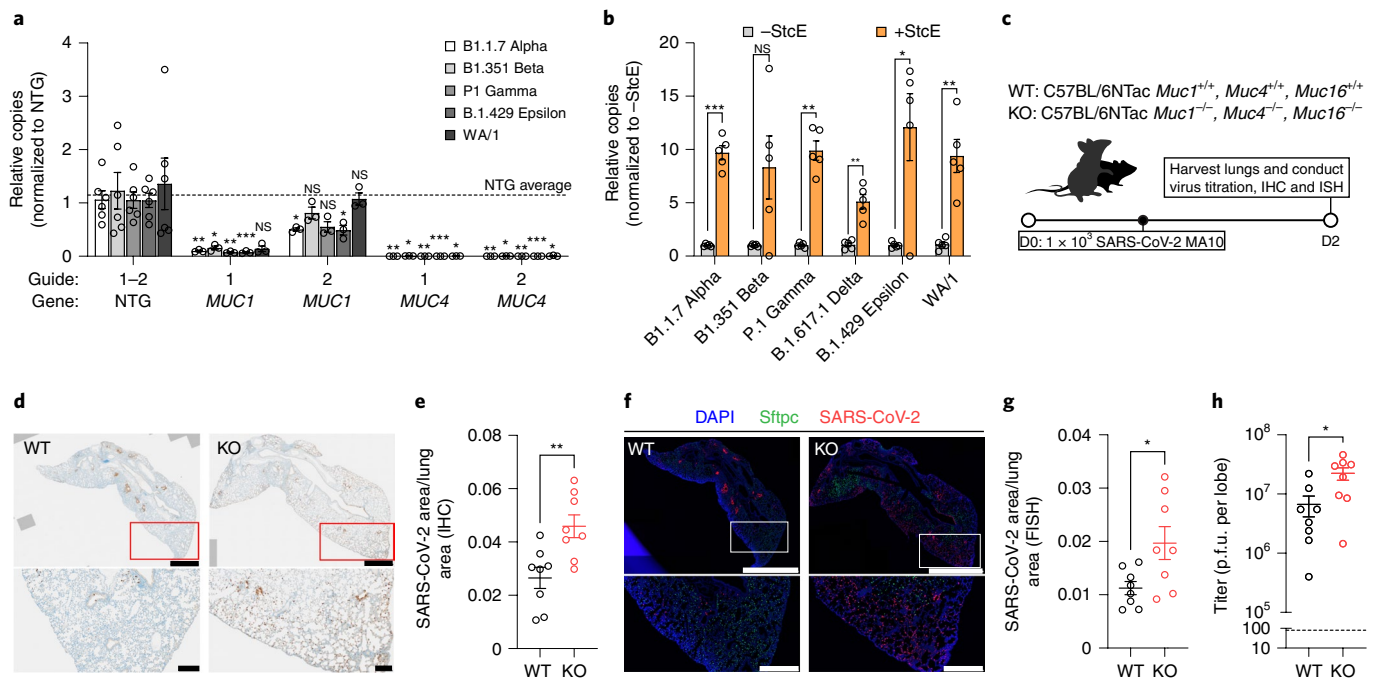 a
Relative copies
(normalized to NTG)
4
3
2
1
0
B1.1.7 Alpha
B1.351 Beta
P1 Gamma
B.1.429 Epsilon
WA/1
NTG average
** * ** *** NS
* NS NS * NS
** * ** *** *
** * ** *** *
Guide: 1–2 1 2 1 2
Gene: NTG MUC1 MUC1 MUC4 MUC4
b
–StcE +StcE
Relative copies
(normalized to –StcE)
20
15
10
5
0
*** NS ** ** * **
B1.1.7 Alpha
B1.351 Beta
P.1 Gamma
B.1.617.1 Delta
B.1.429 Epsilon
WA/1
c
WT: C57BL/6NTac Muc1+/+, Muc4+/+, Muc16+/+
KO: C57BL/6NTac Muc1–/–, Muc4–/–, Muc16–/–
Harvest lungs and conduct
virus titration, IHC and ISH
D0: 1 × 10³ SARS-CoV-2 MA10
D2
d
WT KO
e
SARS-CoV-2 area/lung
area (IHC)
0.08
0.06
0.04
0.02
0
**
WT KO
f
DAPI Sftpc SARS-CoV-2
WT KO
g
SARS-CoV-2 area/lung
area (FISH)
0.04
0.03
0.02
0.01
0
*
WT KO
h
Titer (p.f.u. per lobe)
10⁸
10⁷
10⁶
10⁵
100
10
*
WT KO